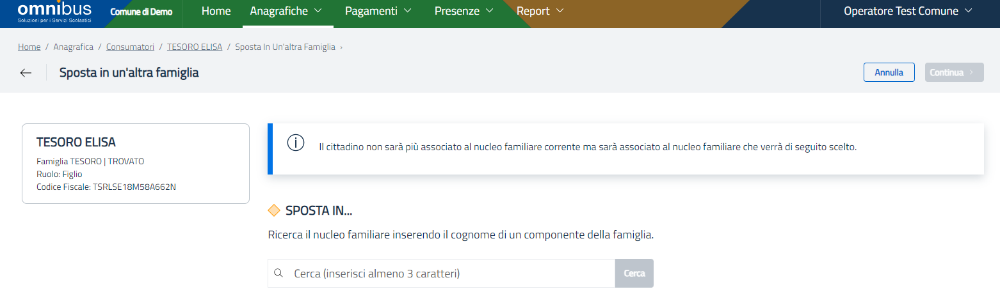 omnibus
Soluzioni per i Servizi Scolastici
Comune di Demo
Home
Anagrafiche
Pagamenti
Presenze
Report
Operatore Test Comune
Home / Anagrafica / Consumatori / TESORO ELISA / Sposta In Un'altra Famiglia ›
Sposta in un'altra famiglia
Annulla
Continua
TESORO ELISA
Famiglia TESORO | TROVATO
Ruolo: Figlio
Codice Fiscale: TSRLSE18M58A662N
Il cittadino non sarà più associato al nucleo familiare corrente ma sarà associato al nucleo familiare che verrà di seguito scelto.
SPOSTA IN...
Ricerca il nucleo familiare inserendo il cognome di un componente della famiglia.
Cerca (inserisci almeno 3 caratteri)
Cerca